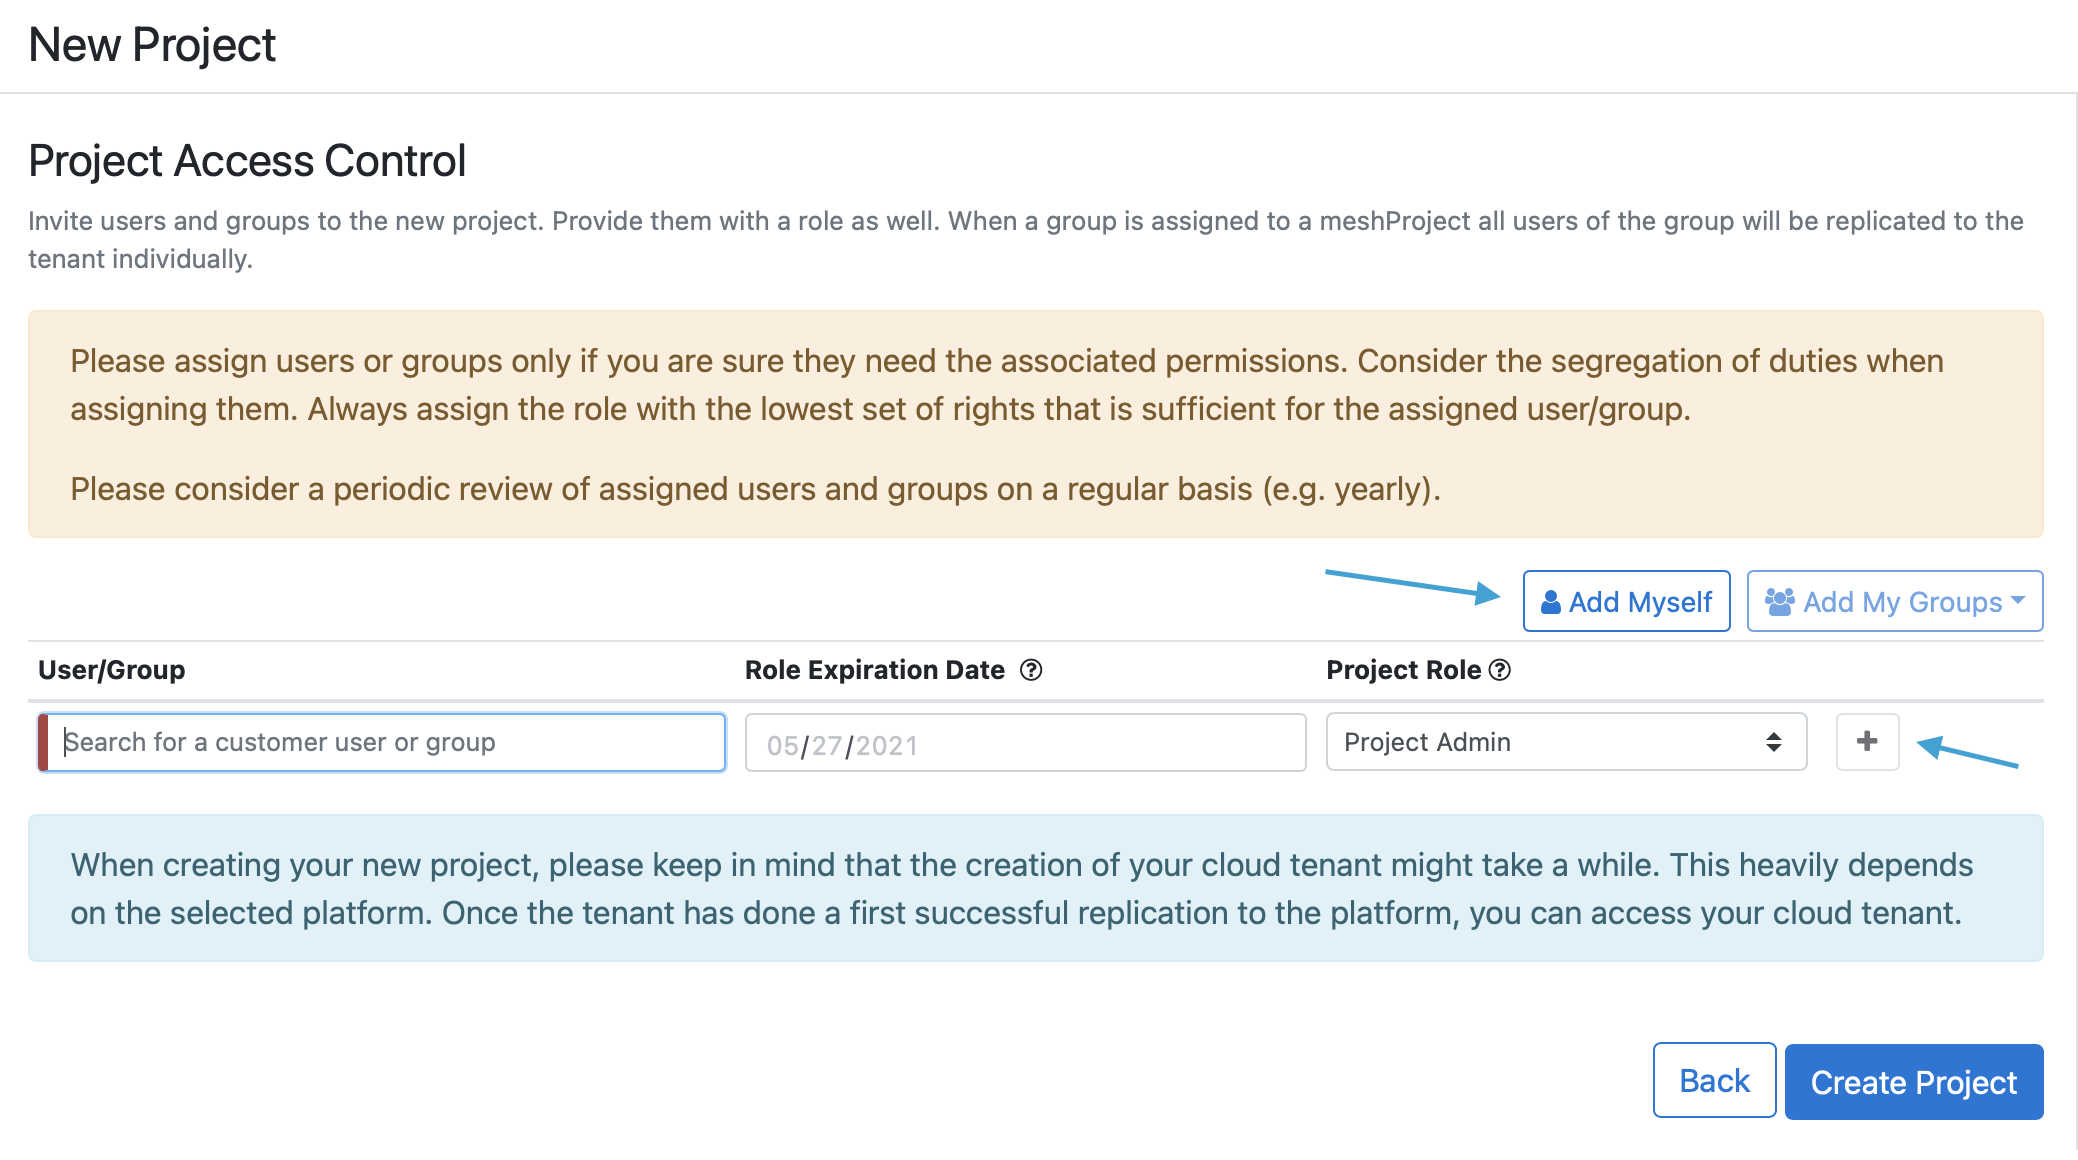 New Project
Project Access Control
Invite users and groups to the new project. Provide them with a role as well. When a group is assigned to a meshProject all users of the group will be replicated to the
tenant individually.
Please assign users or groups only if you are sure they need the associated permissions. Consider the segregation of duties when
assigning them. Always assign the role with the lowest set of rights that is sufficient for the assigned user/group.
Please consider a periodic review of assigned users and groups on a regular basis (e.g. yearly).
Add Myself Add My Groups
User/Group Role Expiration Date ? Project Role ?
Search for a customer user or group 05/27/2021 Project Admin +
When creating your new project, please keep in mind that the creation of your cloud tenant might take a while. This heavily depends
on the selected platform. Once the tenant has done a first successful replication to the platform, you can access your cloud tenant.
Back Create Project